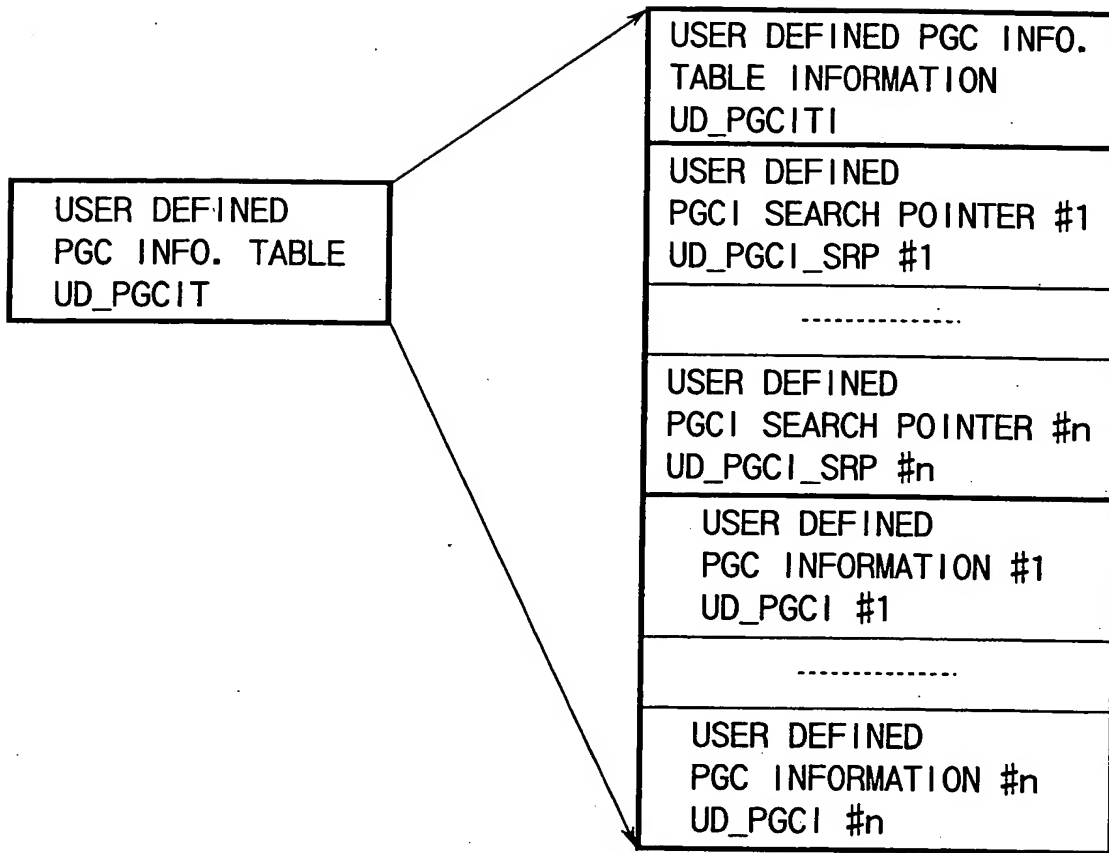 USER DEFINED
PGC INFO. TABLE
UD_PGCIT
USER DEFINED PGC INFO.
TABLE INFORMATION
UD_PGCITI
USER DEFINED
PGCI SEARCH POINTER #1
UD_PGCI_SRP #1
---------------
USER DEFINED
PGCI SEARCH POINTER #n
UD_PGCI_SRP #n
USER DEFINED
PGC INFORMATION #1
UD_PGCI #1
---------------
USER DEFINED
PGC INFORMATION #n
UD_PGCI #n